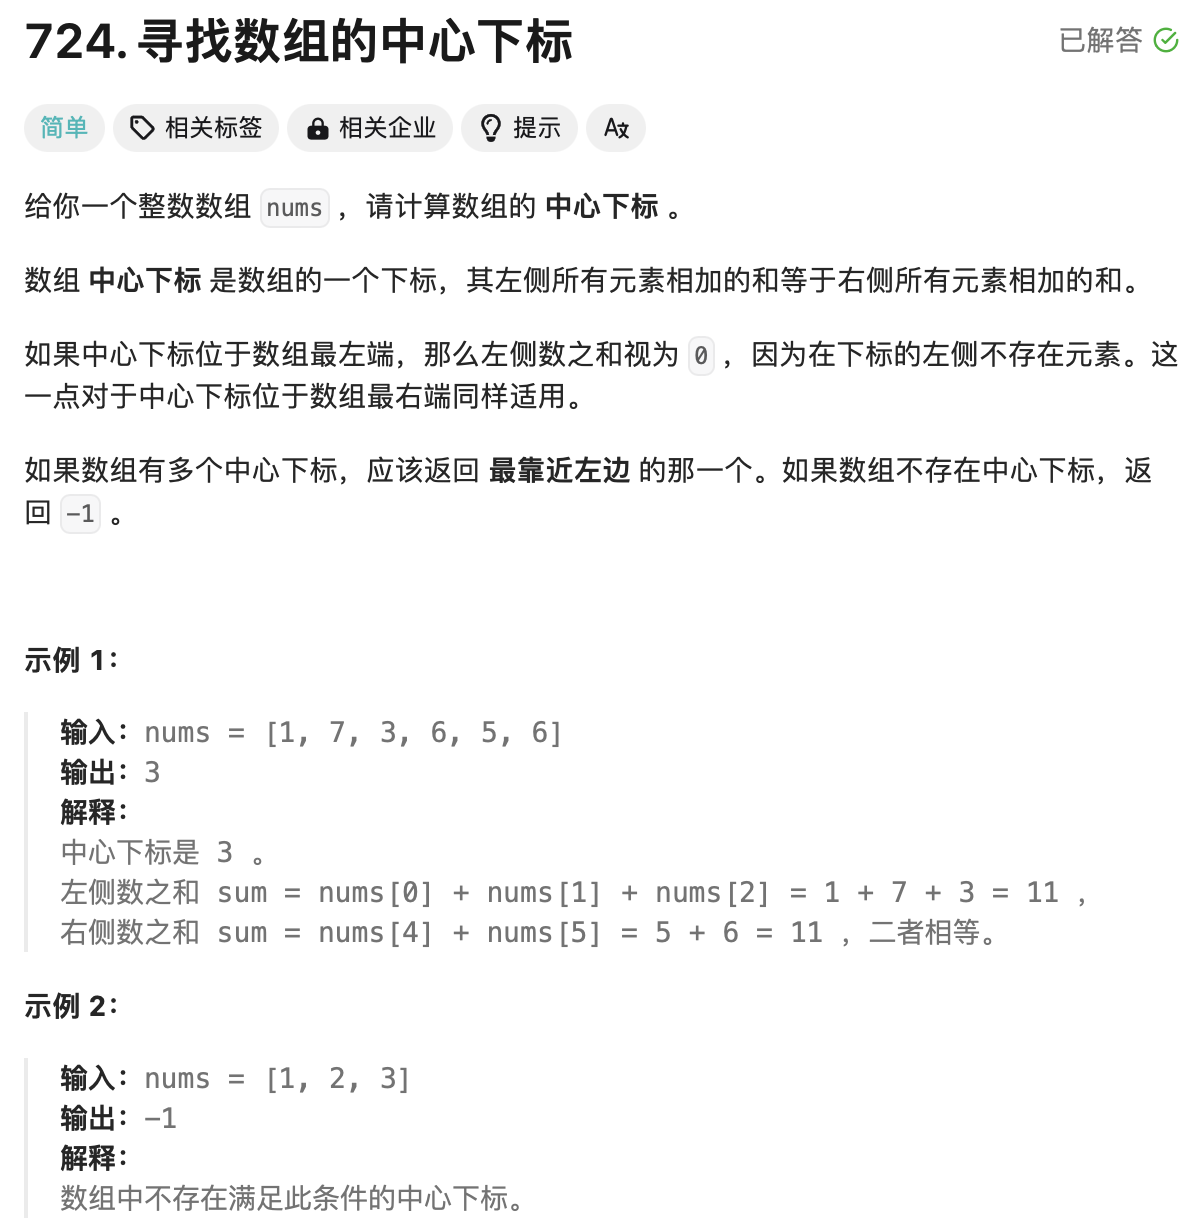 724. 寻找数组的中心下标
已解答
简单 相关标签 相关企业 提示 A文
给你一个整数数组 nums ，请计算数组的 中心下标 。
数组 中心下标 是数组的一个下标，其左侧所有元素相加的和等于右侧所有元素相加的和。
如果中心下标位于数组最左端，那么左侧数之和视为 0 ，因为在下标的左侧不存在元素。这
一点对于中心下标位于数组最右端同样适用。
如果数组有多个中心下标，应该返回 最靠近左边 的那一个。如果数组不存在中心下标，返
回 -1 。
示例 1：
输入：nums = [1, 7, 3, 6, 5, 6]
输出：3
解释：
中心下标是 3 。
左侧数之和 sum = nums[0] + nums[1] + nums[2] = 1 + 7 + 3 = 11 ，
右侧数之和 sum = nums[4] + nums[5] = 5 + 6 = 11 ，二者相等。
示例 2：
输入：nums = [1, 2, 3]
输出：-1
解释：
数组中不存在满足此条件的中心下标。